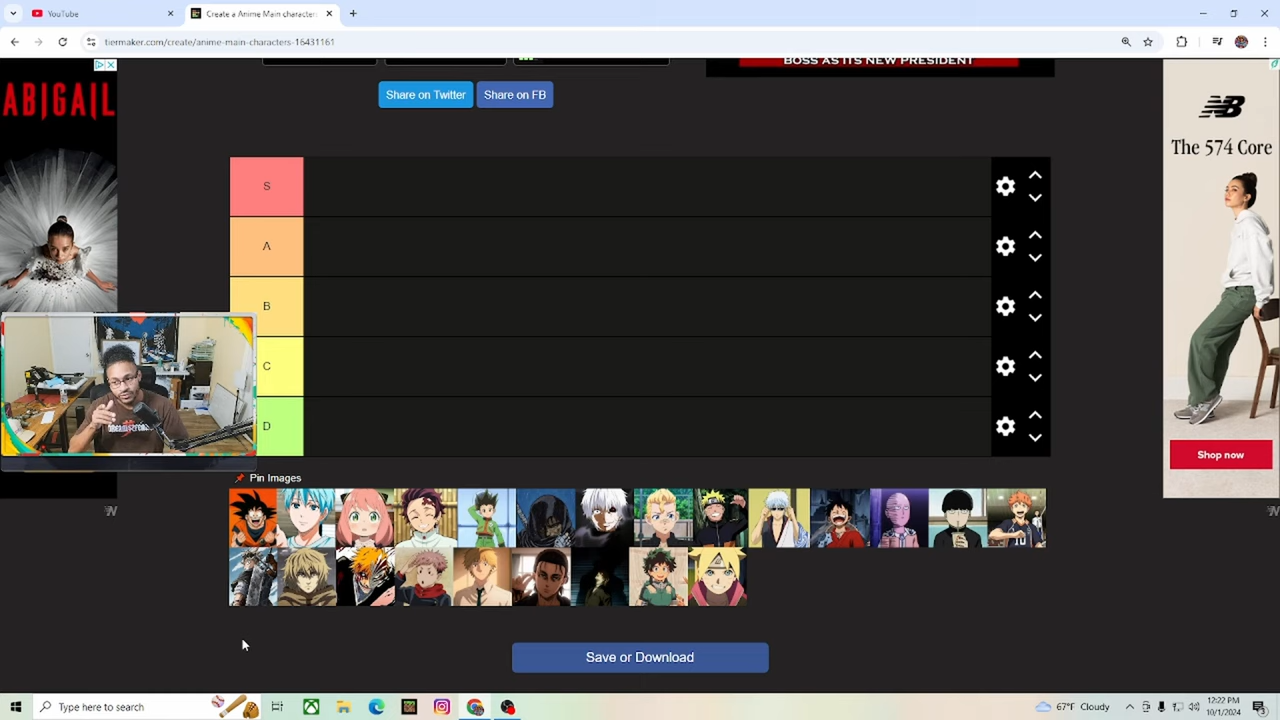 YouTube
Create a Anime Main character
tiermaker.com/create/anime-main-characters-16431161
ABIGAIL
BOSS AS ITS NEW PRESIDENT
Share on Twitter
Share on FB
The 574 Core
S
A
B
C
D
Shop now
Pin Images
Save or Download
Type here to search
67°F Cloudy
12:22 PM
10/1/2024